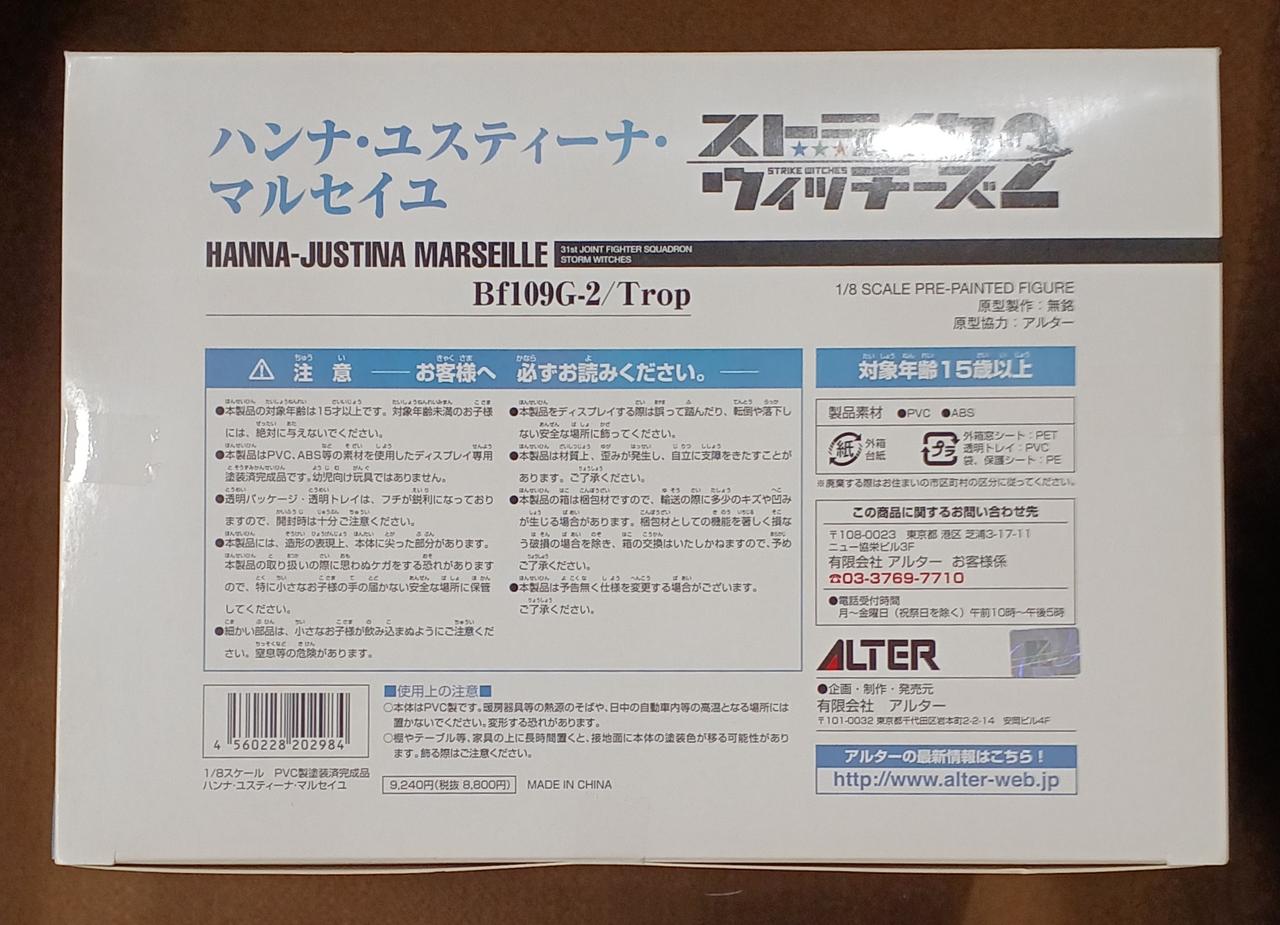 ハンナ・ユスティーナ・
マルセイユ
ストライク
STRIKE WITCHES
ウィッチーズ2
HANNA-JUSTINA MARSEILLE
31st JOINT FIGHTER SQUADRON
STORM WITCHES
Bf109G-2/Trop
1/8 SCALE PRE-PAINTED FIGURE
原型製作:無銘
原型協力:アルター
注意 お客様へ 必ずお読みください。
●本製品の対象年齢は15才以上です。対象年齢未満のお子様
には、絶対に与えないでください。
●本製品はPVC、ABS等の素材を使用したディスプレイ専用
塗装済完成品です。幼児向け玩具ではありません。
●透明パッケージ・透明トレイは、フチが鋭利になっており
ますので、開封時は十分ご注意ください。
●本製品には、造形の表現上、本体に尖った部分があります。
本製品の取り扱いの際に思わぬケガをする恐れがあります
ので、特に小さなお子様の手の届かない安全な場所に保管
してください。
●細かい部品は、小さなお子様が飲み込まぬようにご注意くだ
さい。窒息等の危険があります。
●本製品をディスプレイする際は誤って踏んだり、転倒や落下し
ない安全な場所に飾ってください。
●本製品は材質上、歪みが発生し、自立に支障をきたすことが
あります。ご了承ください。
●本製品の箱は梱包材ですので、輸送の際に多少のキズや凹み
が生じる場合があります。梱包材としての機能を著しく損な
う破損の場合を除き、箱の交換はいたしかねますので、予め
ご了承ください。
●本製品は予告無く仕様を変更する場合がございます。
ご了承ください。
対象年齢15歳以上
製品素材 ●PVC ●ABS
紙 外箱
台紙
プラ 外箱窓シート:PET
透明トレイ:PVC
袋、保護シート:PE
※廃棄する際はお住まいの市区町村の区分に従ってください。
この商品に関するお問い合わせ先
〒108-0023 東京都 港区 芝浦3-17-11
ニュー協栄ビル3F
有限会社 アルター お客様係
☎03-3769-7710
●電話受付時間
月〜金曜日(祝祭日を除く)午前10時〜午後5時
ALTER
●企画・制作・発売元
有限会社 アルター
〒101-0032 東京都千代田区岩本町2-2-14 安岡ビル4F
アルターの最新情報はこちら!
http://www.alter-web.jp
■使用上の注意■
○本体はPVC製です。暖房器具等の熱源のそばや、日中の自動車内等の高温となる場所には
置かないでください。変形する恐れがあります。
○棚やテーブル等、家具の上に長時間置くと、接地面に本体の塗装色が移る可能性があり
ます。飾る際はご注意ください。
4 560228 202984
1/8スケール PVC製塗装済完成品
ハンナ・ユスティーナ・マルセイユ
9,240円(税抜 8,800円) MADE IN CHINA